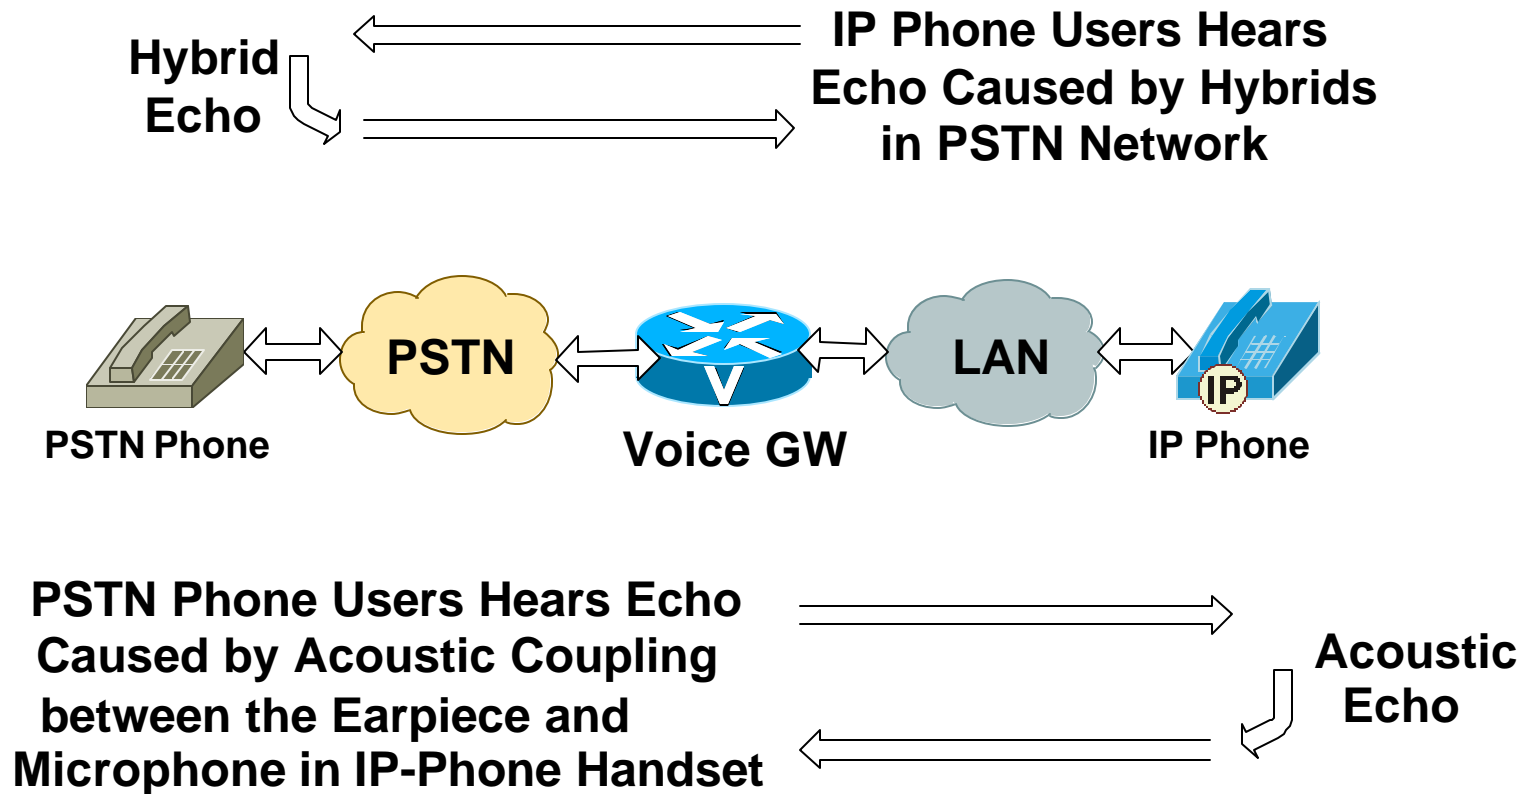 Hybrid
Echo
IP Phone Users Hears
Echo Caused by Hybrids
in PSTN Network
PSTN
V
LAN
IP
PSTN Phone
Voice GW
IP Phone
PSTN Phone Users Hears Echo
Caused by Acoustic Coupling
between the Earpiece and
Microphone in IP-Phone Handset
Acoustic
Echo